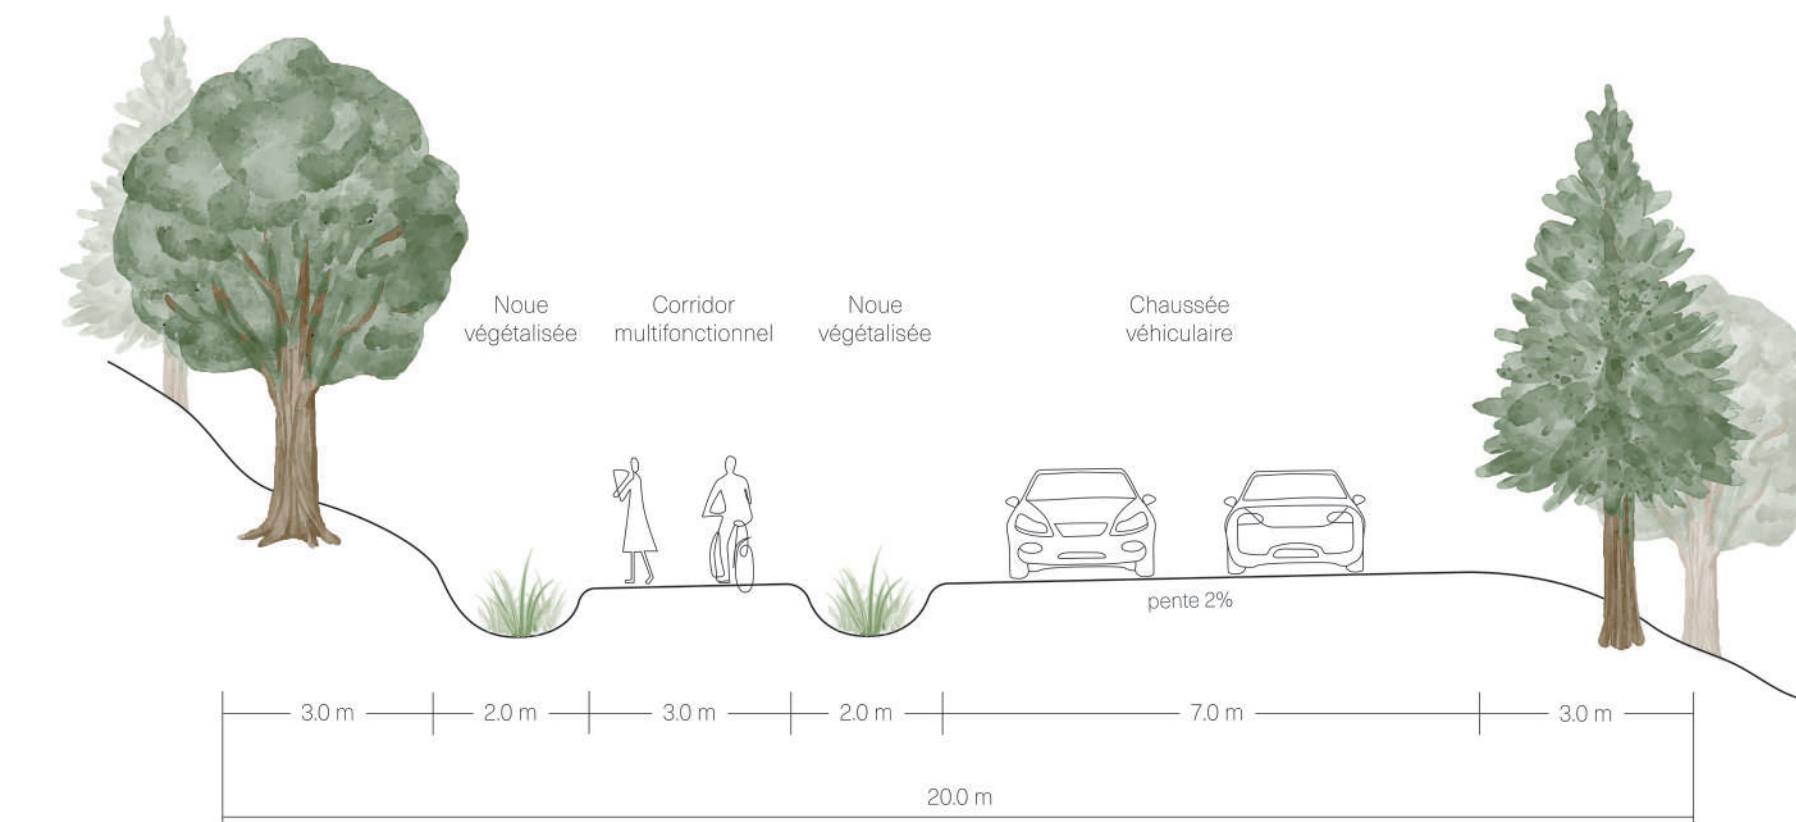 Noue
végétalisée
Corridor
multifonctionnel
Noue
végétalisée
Chaussée
véhiculaire
pente 2%
3.0 m
2.0 m
3.0 m
2.0 m
7.0 m
3.0 m
20.0 m